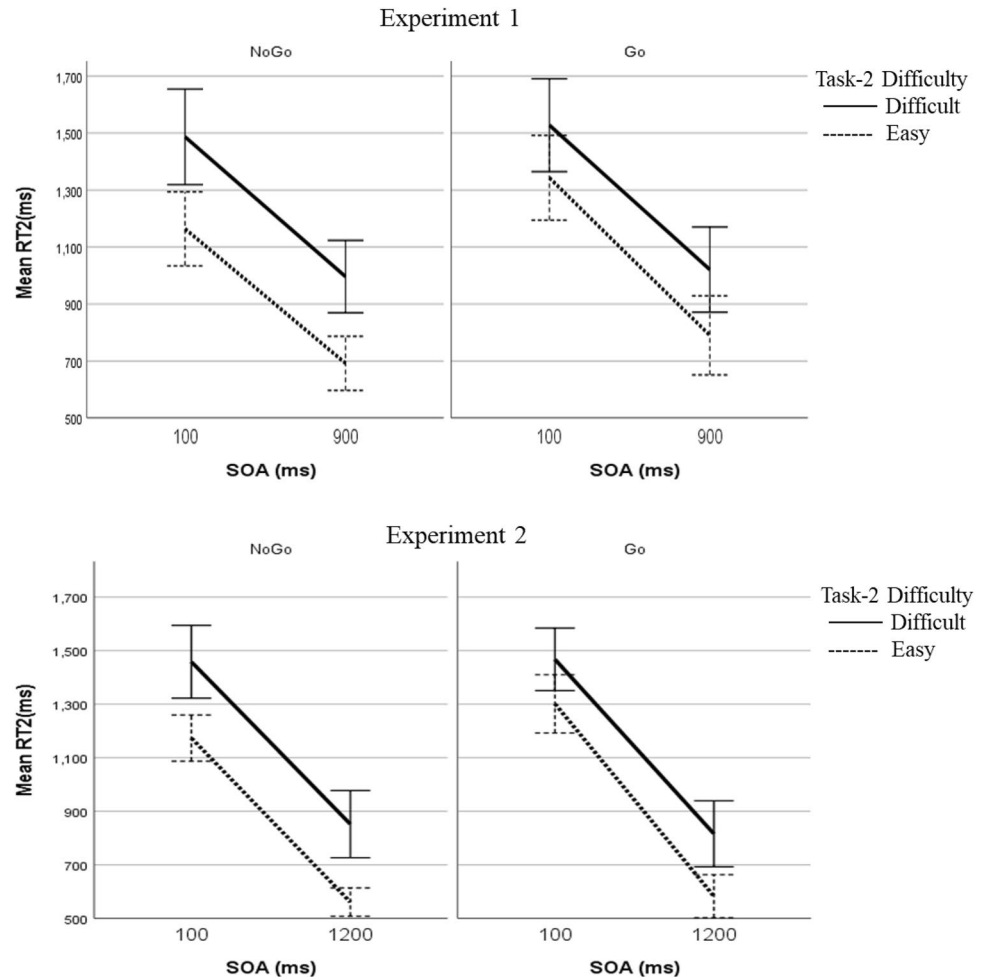 Experiment 1
NoGo
Go
Task-2 Difficulty
Difficult
Easy
Mean RT2(ms)
1,700
1,500
1,300
1,100
900
700
500
100
900
100
900
SOA (ms)
SOA (ms)
Experiment 2
NoGo
Go
Task-2 Difficulty
Difficult
Easy
Mean RT2(ms)
1,700
1,500
1,300
1,100
900
700
500
100
1200
100
1200
SOA (ms)
SOA (ms)